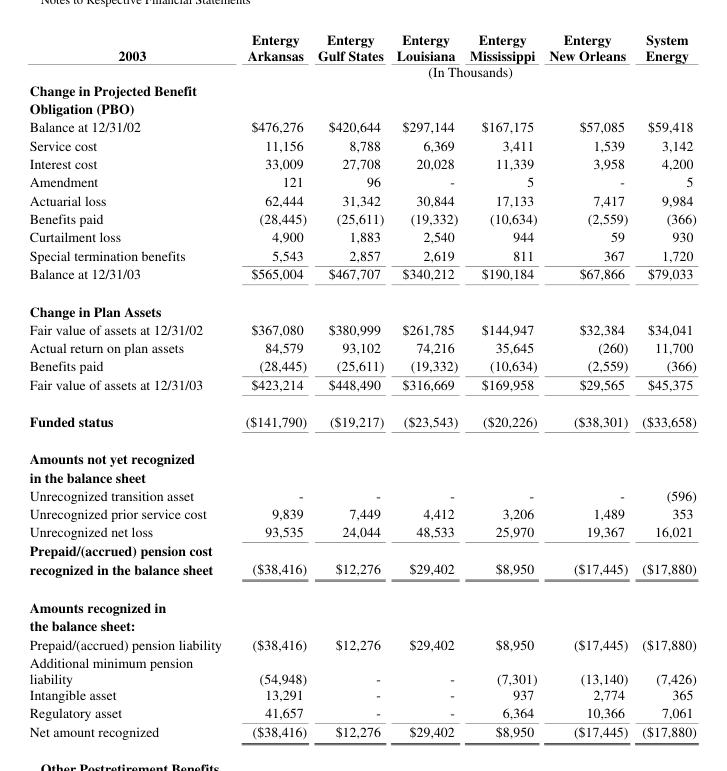 Notes to Respective Financial Statements
Entergy Entergy Entergy Entergy Entergy System
2003 Arkansas Gulf States Louisiana Mississippi New Orleans Energy
(In Thousands)
Change in Projected Benefit
Obligation (PBO)
Balance at 12/31/02 $476,276 $420,644 $297,144 $167,175 $57,085 $59,418
Service cost 11,156 8,788 6,369 3,411 1,539 3,142
Interest cost 33,009 27,708 20,028 11,339 3,958 4,200
Amendment 121 96 - 5 - 5
Actuarial loss 62,444 31,342 30,844 17,133 7,417 9,984
Benefits paid (28,445) (25,611) (19,332) (10,634) (2,559) (366)
Curtailment loss 4,900 1,883 2,540 944 59 930
Special termination benefits 5,543 2,857 2,619 811 367 1,720
Balance at 12/31/03 $565,004 $467,707 $340,212 $190,184 $67,866 $79,033
Change in Plan Assets
Fair value of assets at 12/31/02 $367,080 $380,999 $261,785 $144,947 $32,384 $34,041
Actual return on plan assets 84,579 93,102 74,216 35,645 (260) 11,700
Benefits paid (28,445) (25,611) (19,332) (10,634) (2,559) (366)
Fair value of assets at 12/31/03 $423,214 $448,490 $316,669 $169,958 $29,565 $45,375
Funded status ($141,790) ($19,217) ($23,543) ($20,226) ($38,301) ($33,658)
Amounts not yet recognized
in the balance sheet
Unrecognized transition asset - - - - - (596)
Unrecognized prior service cost 9,839 7,449 4,412 3,206 1,489 353
Unrecognized net loss 93,535 24,044 48,533 25,970 19,367 16,021
Prepaid/(accrued) pension cost
recognized in the balance sheet ($38,416) $12,276 $29,402 $8,950 ($17,445) ($17,880)
Amounts recognized in
the balance sheet:
Prepaid/(accrued) pension liability ($38,416) $12,276 $29,402 $8,950 ($17,445) ($17,880)
Additional minimum pension
liability (54,948) - - (7,301) (13,140) (7,426)
Intangible asset 13,291 - - 937 2,774 365
Regulatory asset 41,657 - - 6,364 10,366 7,061
Net amount recognized ($38,416) $12,276 $29,402 $8,950 ($17,445) ($17,880)
Other Postretirement Benefits